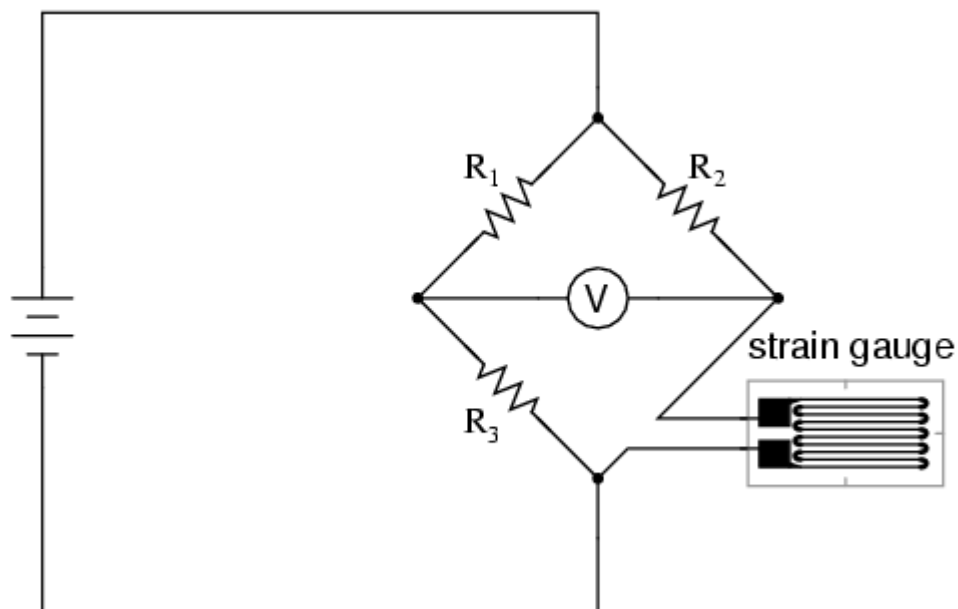 R₁
R₂
V
strain gauge
R₃